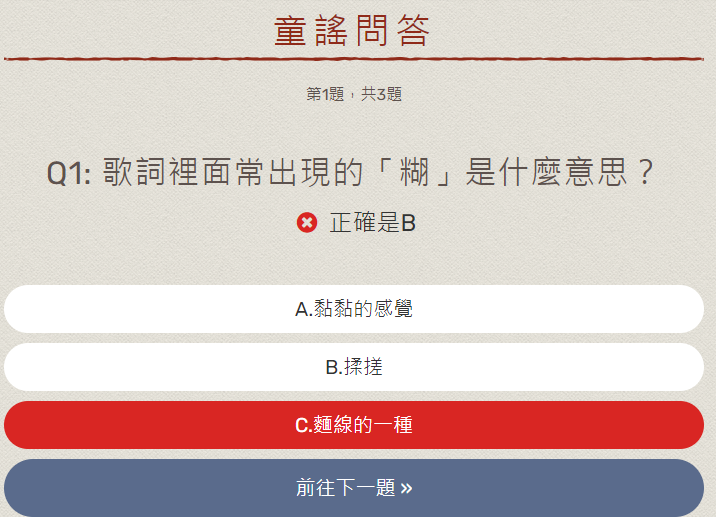 童謠問答
第1題，共3題
Q1: 歌詞裡面常出現的「糊」是什麼意思？
正確是B
A.黏黏的感覺
B.揉搓
C.麵線的一種
前往下一題 »